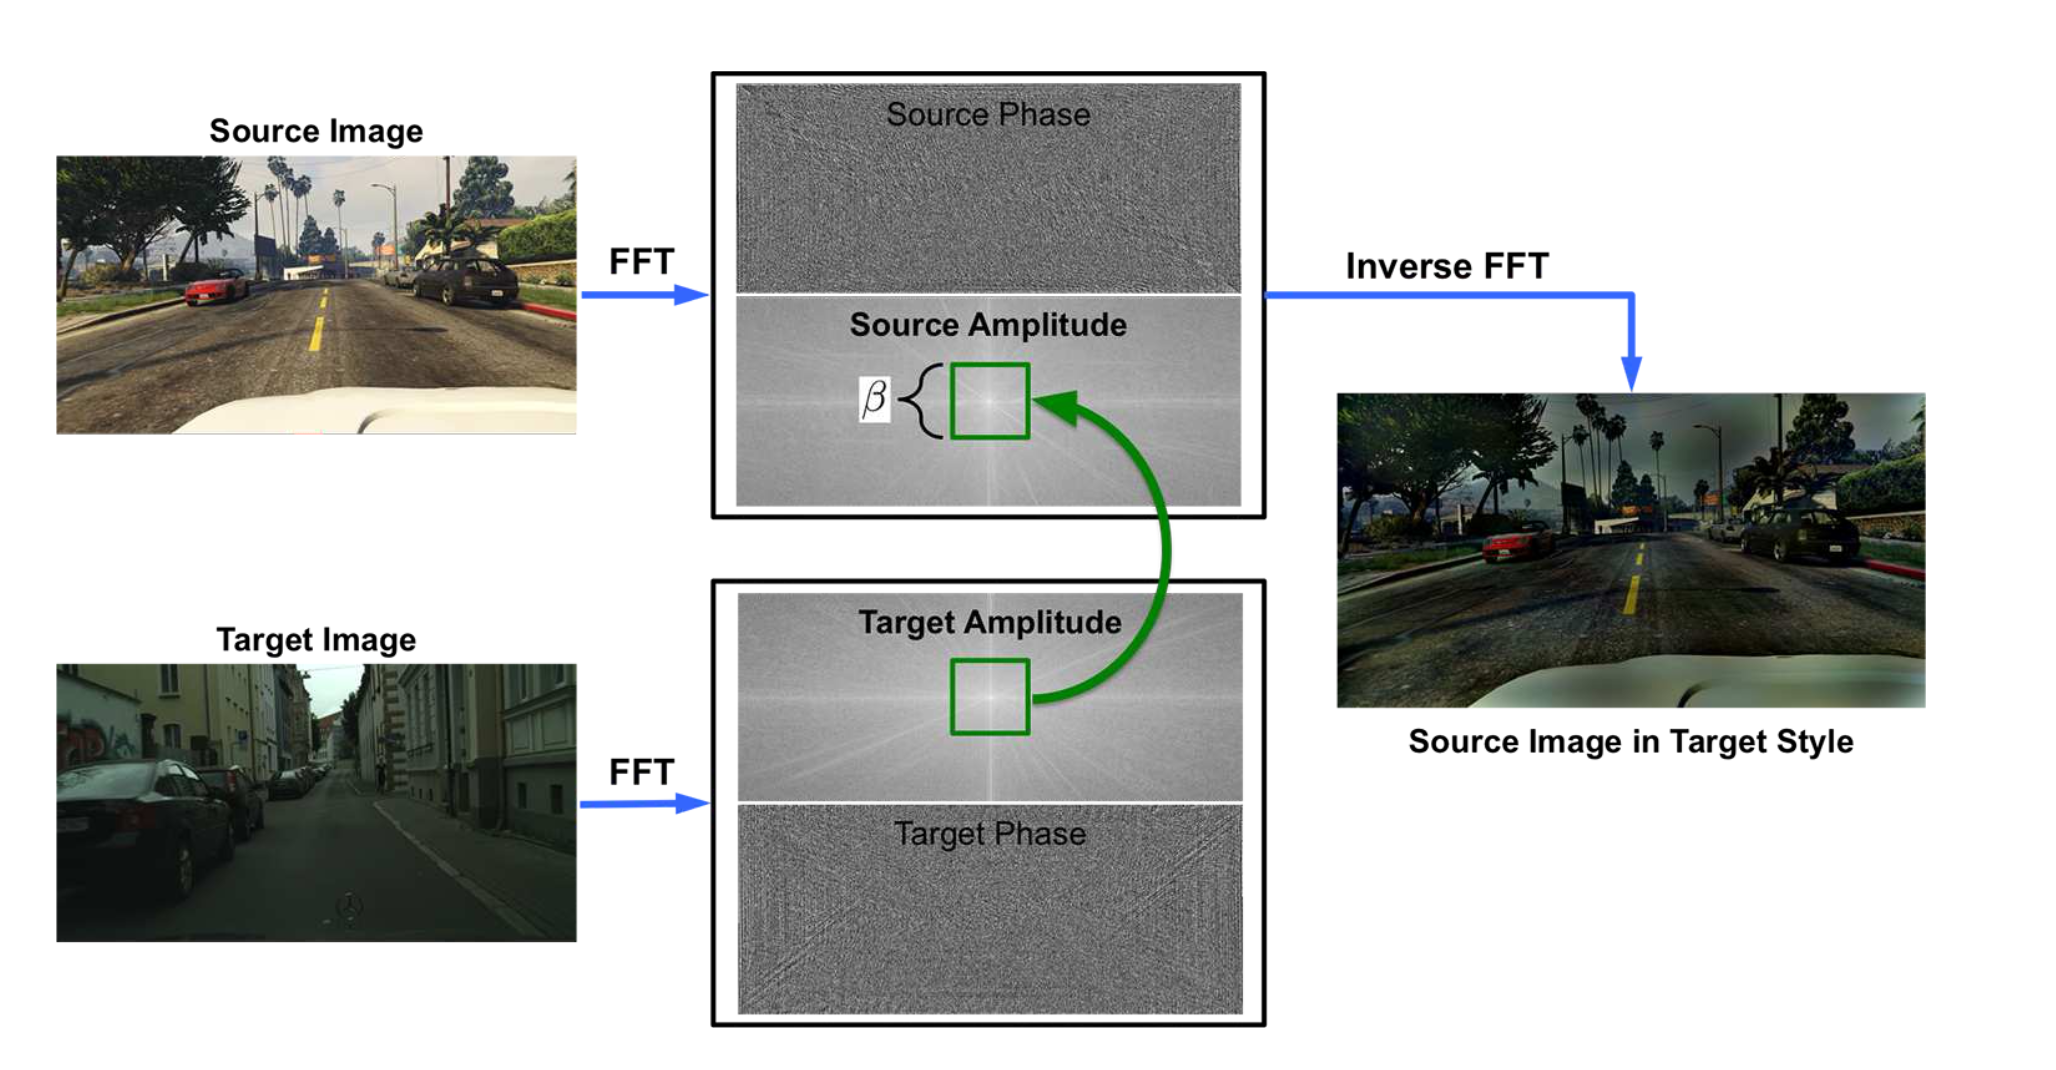 Source Image
FFT
Source Phase
Source Amplitude
β
Inverse FFT
Source Image in Target Style
Target Image
FFT
Target Amplitude
Target Phase